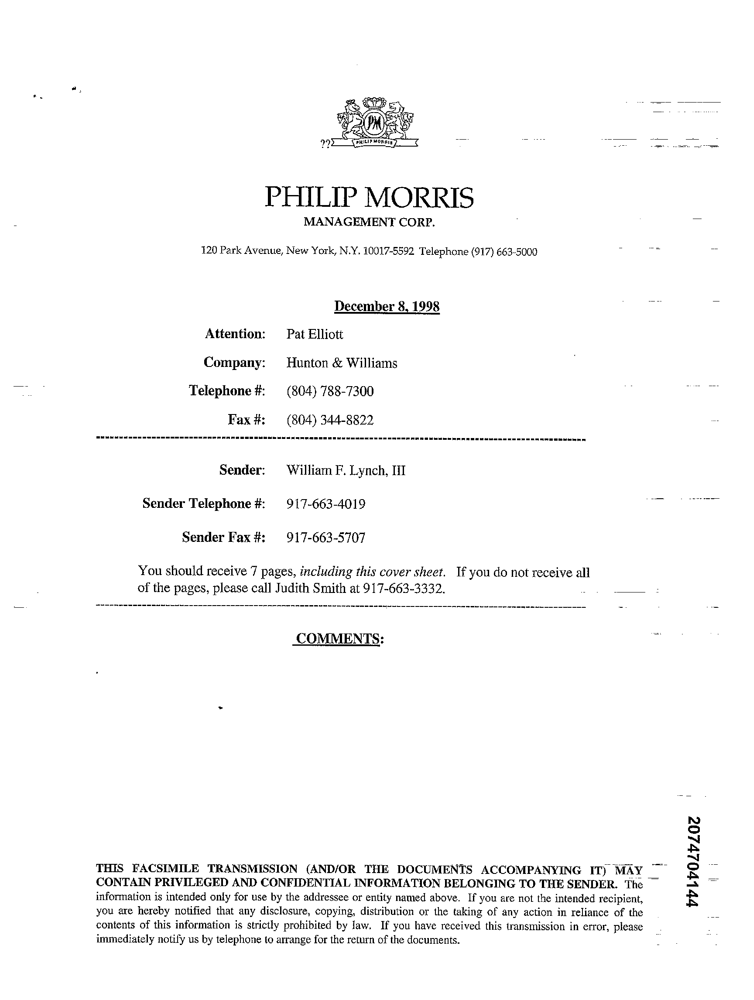 PM
?? PHILIP MORRIS
PHILIP MORRIS
MANAGEMENT CORP.
120 Park Avenue, New York, N.Y. 10017-5592 Telephone (917) 663-5000
December 8, 1998
Attention: Pat Elliott
Company: Hunton & Williams
Telephone #: (804) 788-7300
Fax #: (804) 344-8822
Sender: William F. Lynch, III
Sender Telephone #: 917-663-4019
Sender Fax #: 917-663-5707
You should receive 7 pages, including this cover sheet. If you do not receive all
of the pages, please call Judith Smith at 917-663-3332.
COMMENTS:
THIS FACSIMILE TRANSMISSION (AND/OR THE DOCUMENTS ACCOMPANYING IT) MAY
CONTAIN PRIVILEGED AND CONFIDENTIAL INFORMATION BELONGING TO THE SENDER. The
information is intended only for use by the addressee or entity named above. If you are not the intended recipient,
you are hereby notified that any disclosure, copying, distribution or the taking of any action in reliance of the
contents of this information is strictly prohibited by law. If you have received this transmission in error, please
immediately notify us by telephone to arrange for the return of the documents.
2074704144